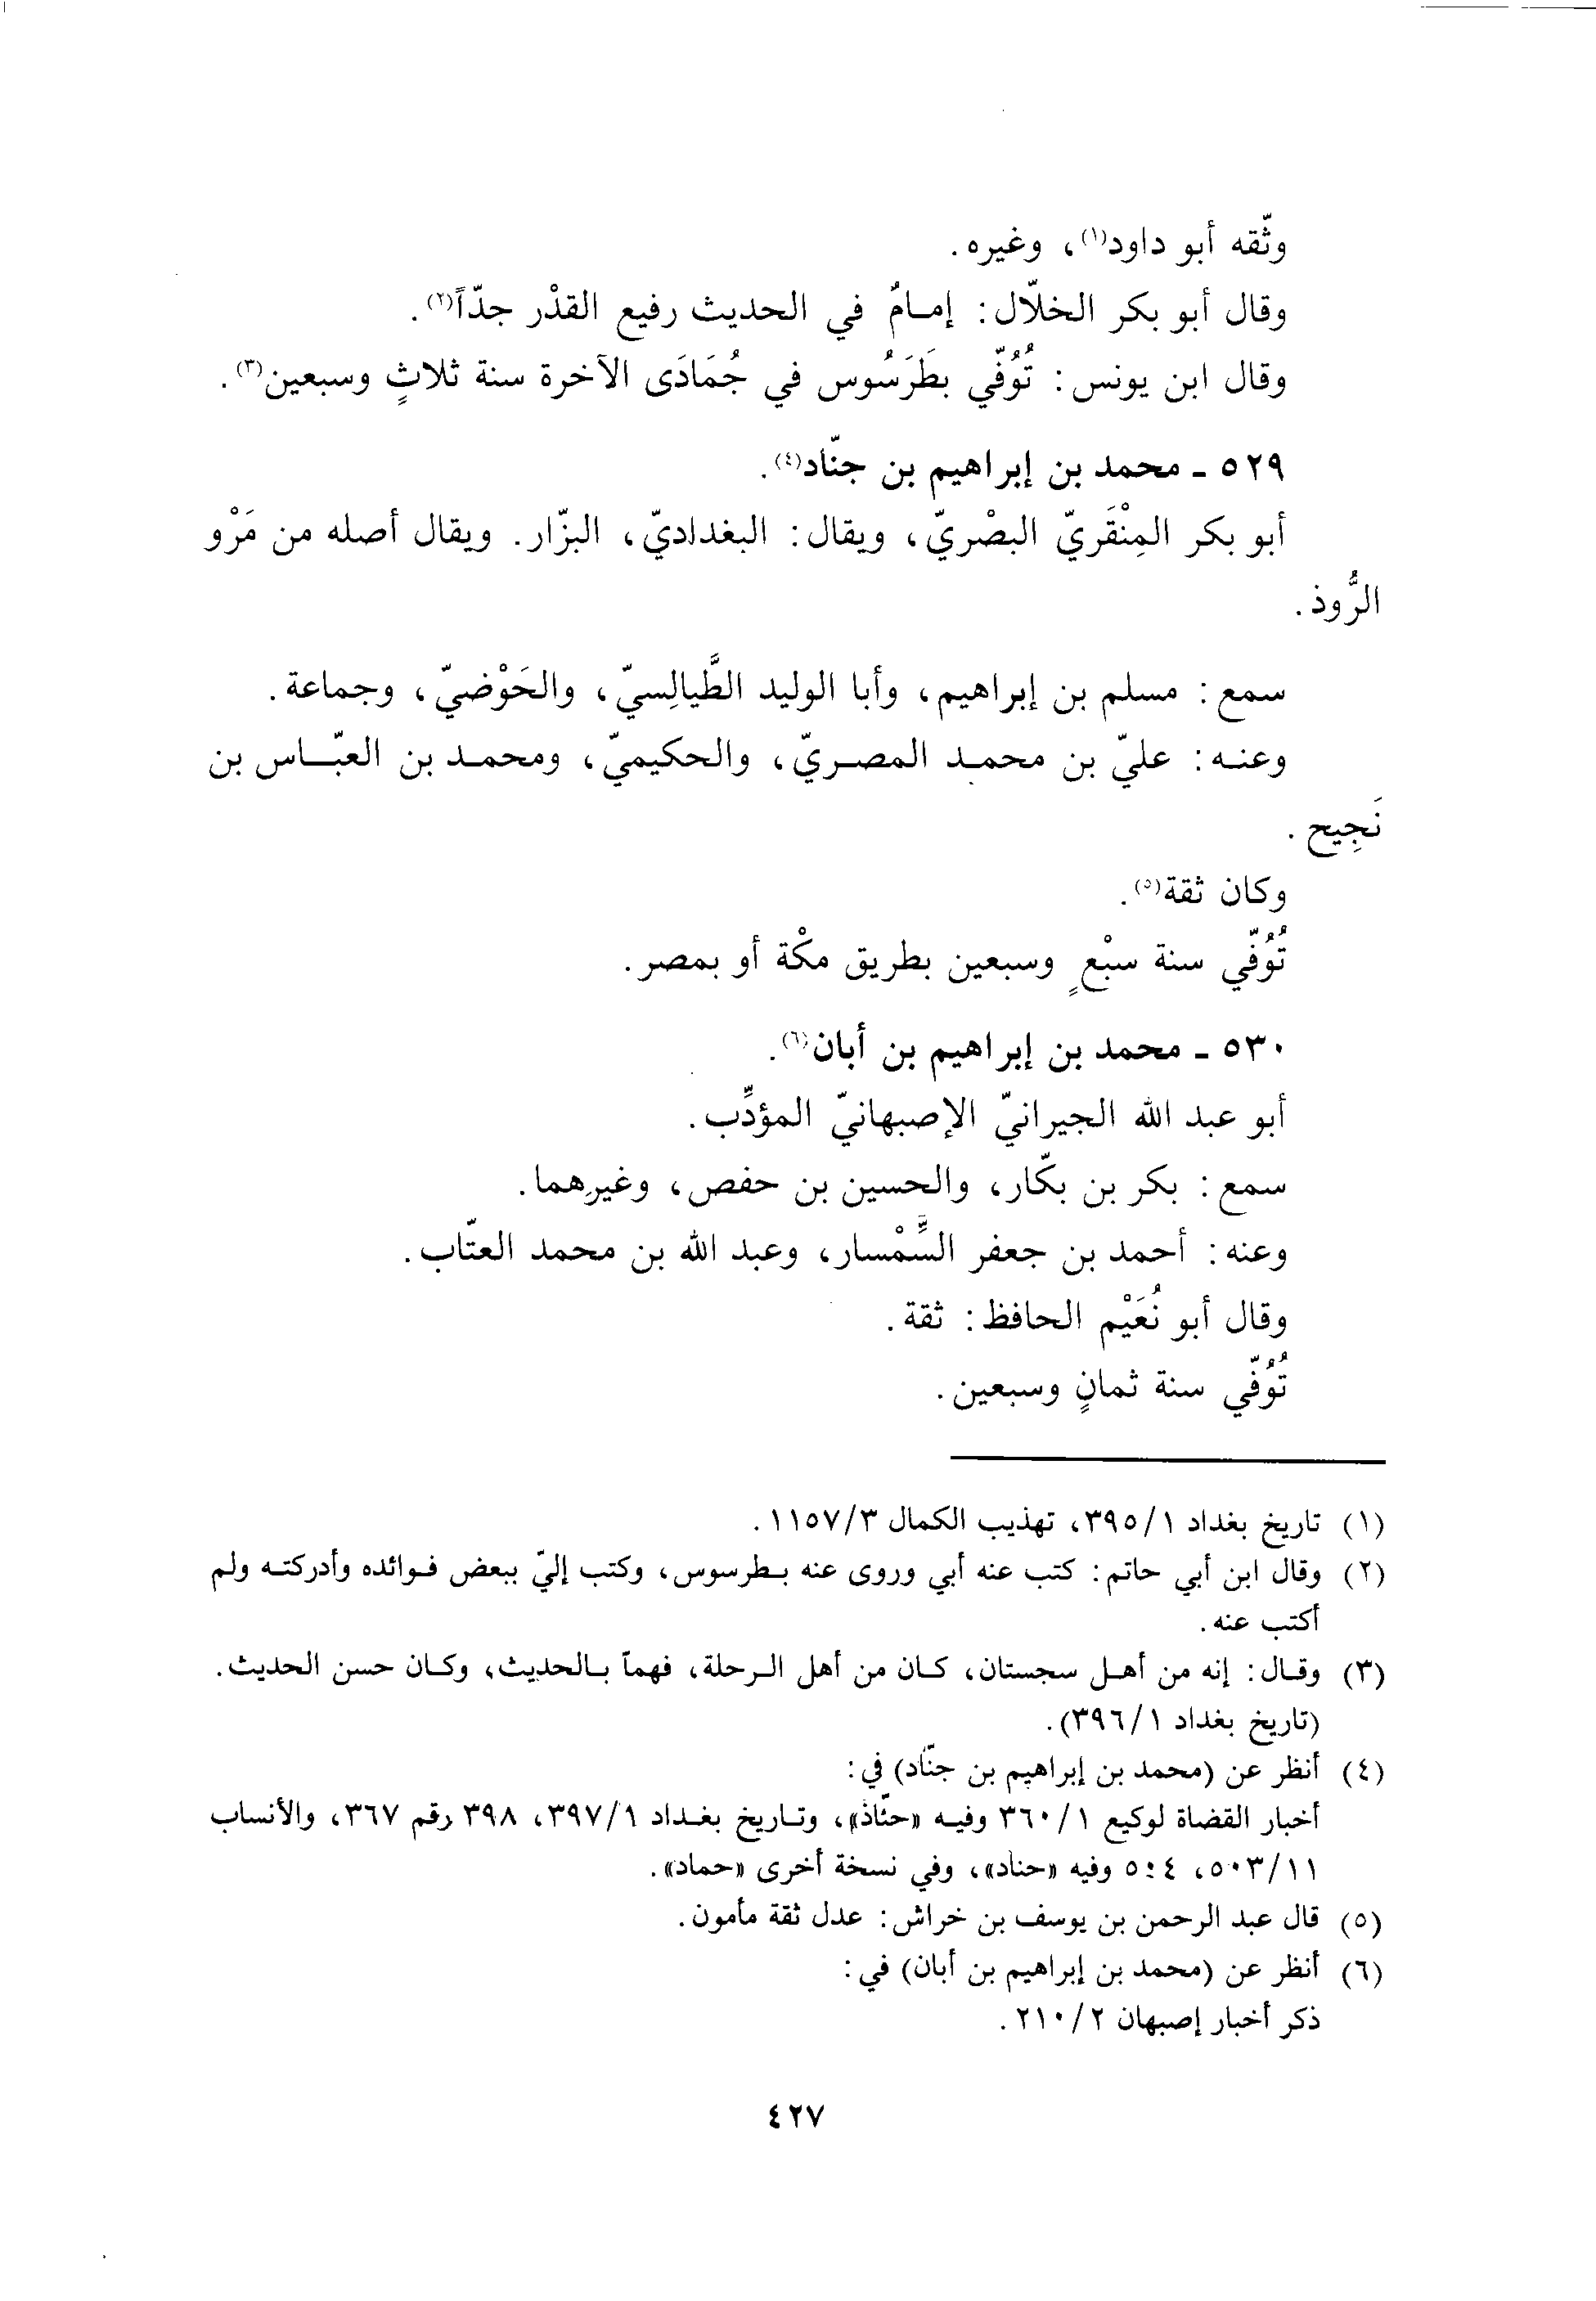 وثّقه أبو داود(١)، وغيره.
وقال أبو بكر الخلّال: إمامٌ في الحديث رفيع القدْر جدّاً(٢).
وقال ابن يونس: تُوُفّي بطَرَسُوس في جُمَادَى الآخرة سنة ثلاثٍ وسبعين(٣).
٥٢٩ ـ محمد بن إبراهيم بن جنّاد(٤).
أبو بكر المِنْقَريّ البصْريّ، ويقال: البغداديّ، البزّار. ويقال أصله من مَرْو
الرُّوذ.
سمع: مسلم بن إبراهيم، وأبا الوليد الطَّيالِسيّ، والحَوْضيّ، وجماعة.
وعنه: عليّ بن محمد المصريّ، والحكيميّ، ومحمد بن العبّاس بن
نَجِيح.
وكان ثقة(٥).
تُوُفّي سنة سبْعٍ وسبعين بطريق مكْة أو بمصر.
٥٣٠ ـ محمد بن إبراهيم بن أبان(٦).
أبو عبد الله الجيرانيّ الإصبهانيّ المؤدِّب.
سمع: بكر بن بكّار، والحسين بن حفص، وغيرِهما.
وعنه: أحمد بن جعفر السِّمْسار، وعبد الله بن محمد العتّاب.
وقال أبو نُعَيْم الحافظ: ثقة.
تُوُفّي سنة ثمانٍ وسبعين.
(١) تاريخ بغداد ٣٩٥/١، تهذيب الكمال ١١٥٧/٣.
(٢) وقال ابن أبي حاتم: كتب عنه أبي وروى عنه بطرسوس، وكتب إليّ ببعض فوائده وأدركته ولم
أكتب عنه.
(٣) وقال: إنه من أهل سجستان، كان من أهل الرحلة، فهماً بالحديث، وكان حسن الحديث.
(تاريخ بغداد ٣٩٦/١).
(٤) أنظر عن (محمد بن إبراهيم بن جنّاد) في:
أخبار القضاة لوكيع ٣٦٠/١ وفيه «حنّاذ»، وتاريخ بغداد ٣٩٧/١، ٣٩٨ رقم ٣٦٧، والأنساب
٥٠٣/١١، ٥٠٤ وفيه «حناد»، وفي نسخة أخرى «حماد».
(٥) قال عبد الرحمن بن يوسف بن خراش: عدل ثقة مأمون.
(٦) أنظر عن (محمد بن إبراهيم بن أبان) في:
ذكر أخبار إصبهان ٢١٠/٢.
٤٢٧